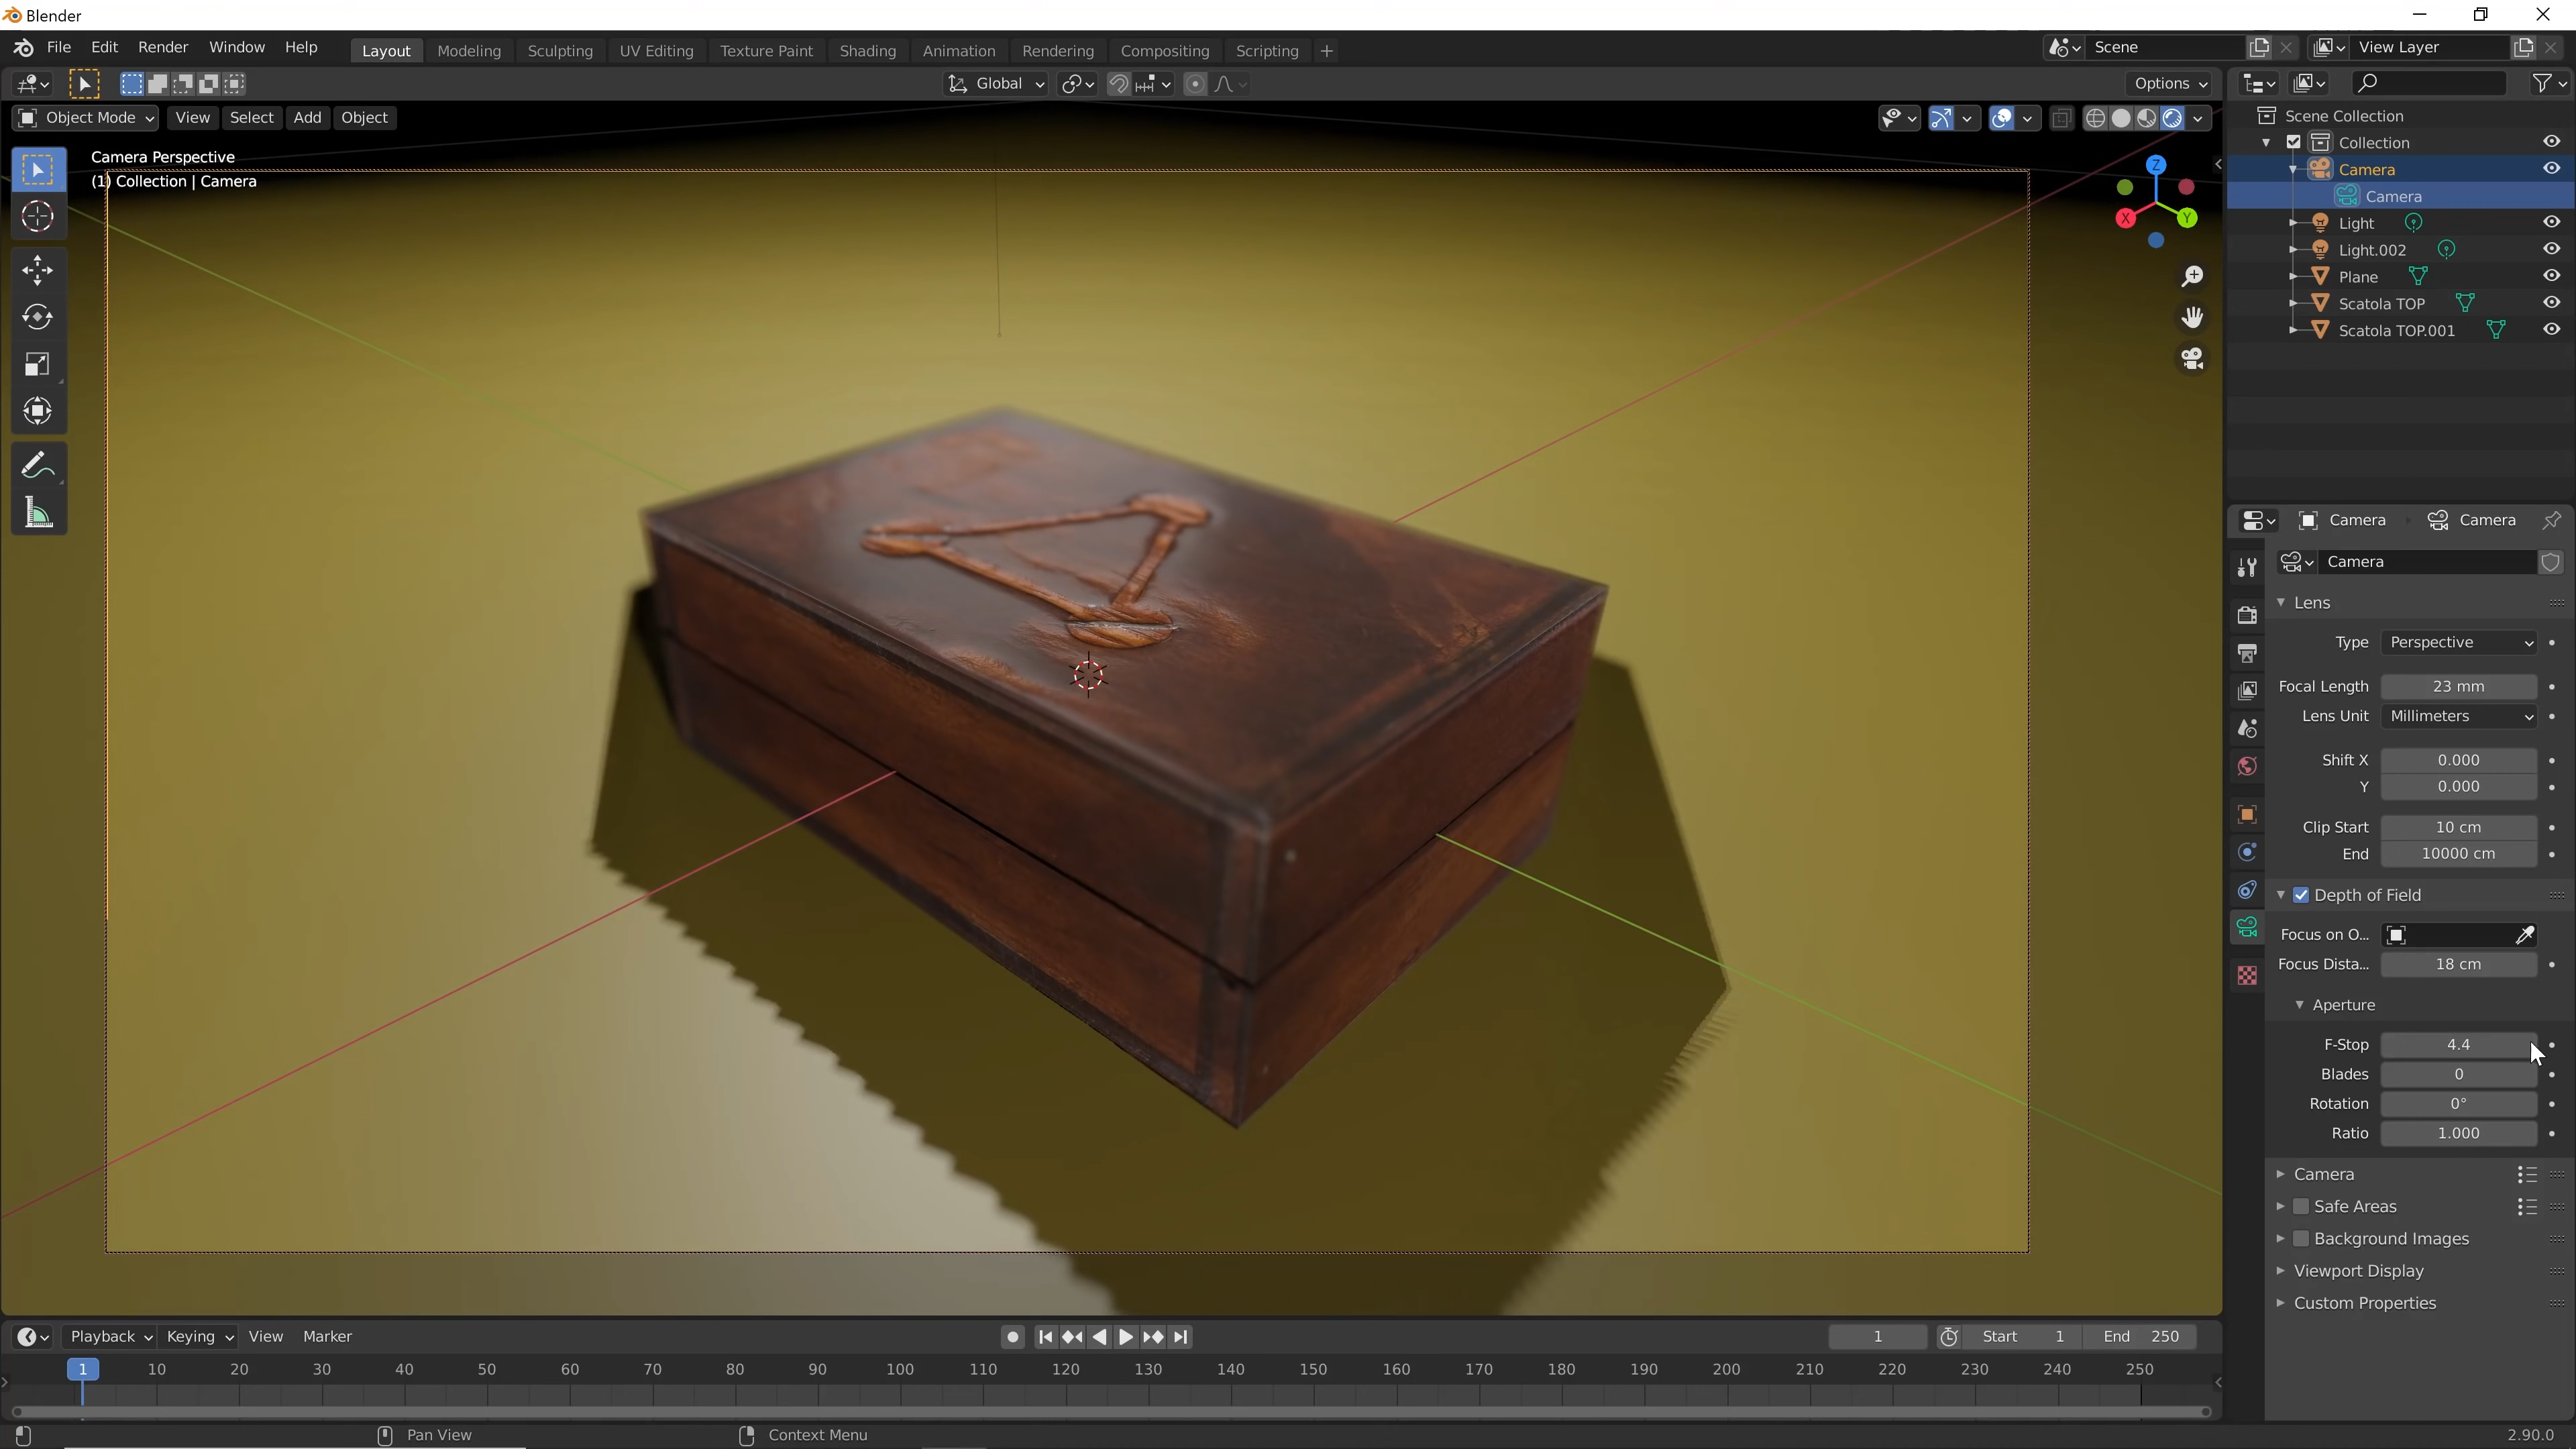 Blender
File Edit Render Window Help Layout Modeling Sculpting UV Editing Texture Paint Shading Animation Rendering Compositing Scripting + Scene View Layer
Global Options
Object Mode View Select Add Object
Camera Perspective
(1) Collection | Camera
Z
X
Y
Scene Collection
Collection
Camera
Camera
Light
Light.002
Plane
Scatola TOP
Scatola TOP.001
Camera Camera
Camera
Lens
Type Perspective
Focal Length 23 mm
Lens Unit Millimeters
Shift X 0.000
Y 0.000
Clip Start 10 cm
End 10000 cm
Depth of Field
Focus on O...
Focus Dista... 18 cm
Aperture
F-Stop 4.4
Blades 0
Rotation 0°
Ratio 1.000
Camera
Safe Areas
Background Images
Viewport Display
Custom Properties
Playback Keying View Marker 1 Start 1 End 250
1 10 20 30 40 50 60 70 80 90 100 110 120 130 140 150 160 170 180 190 200 210 220 230 240 250
Pan View Context Menu 2.90.0